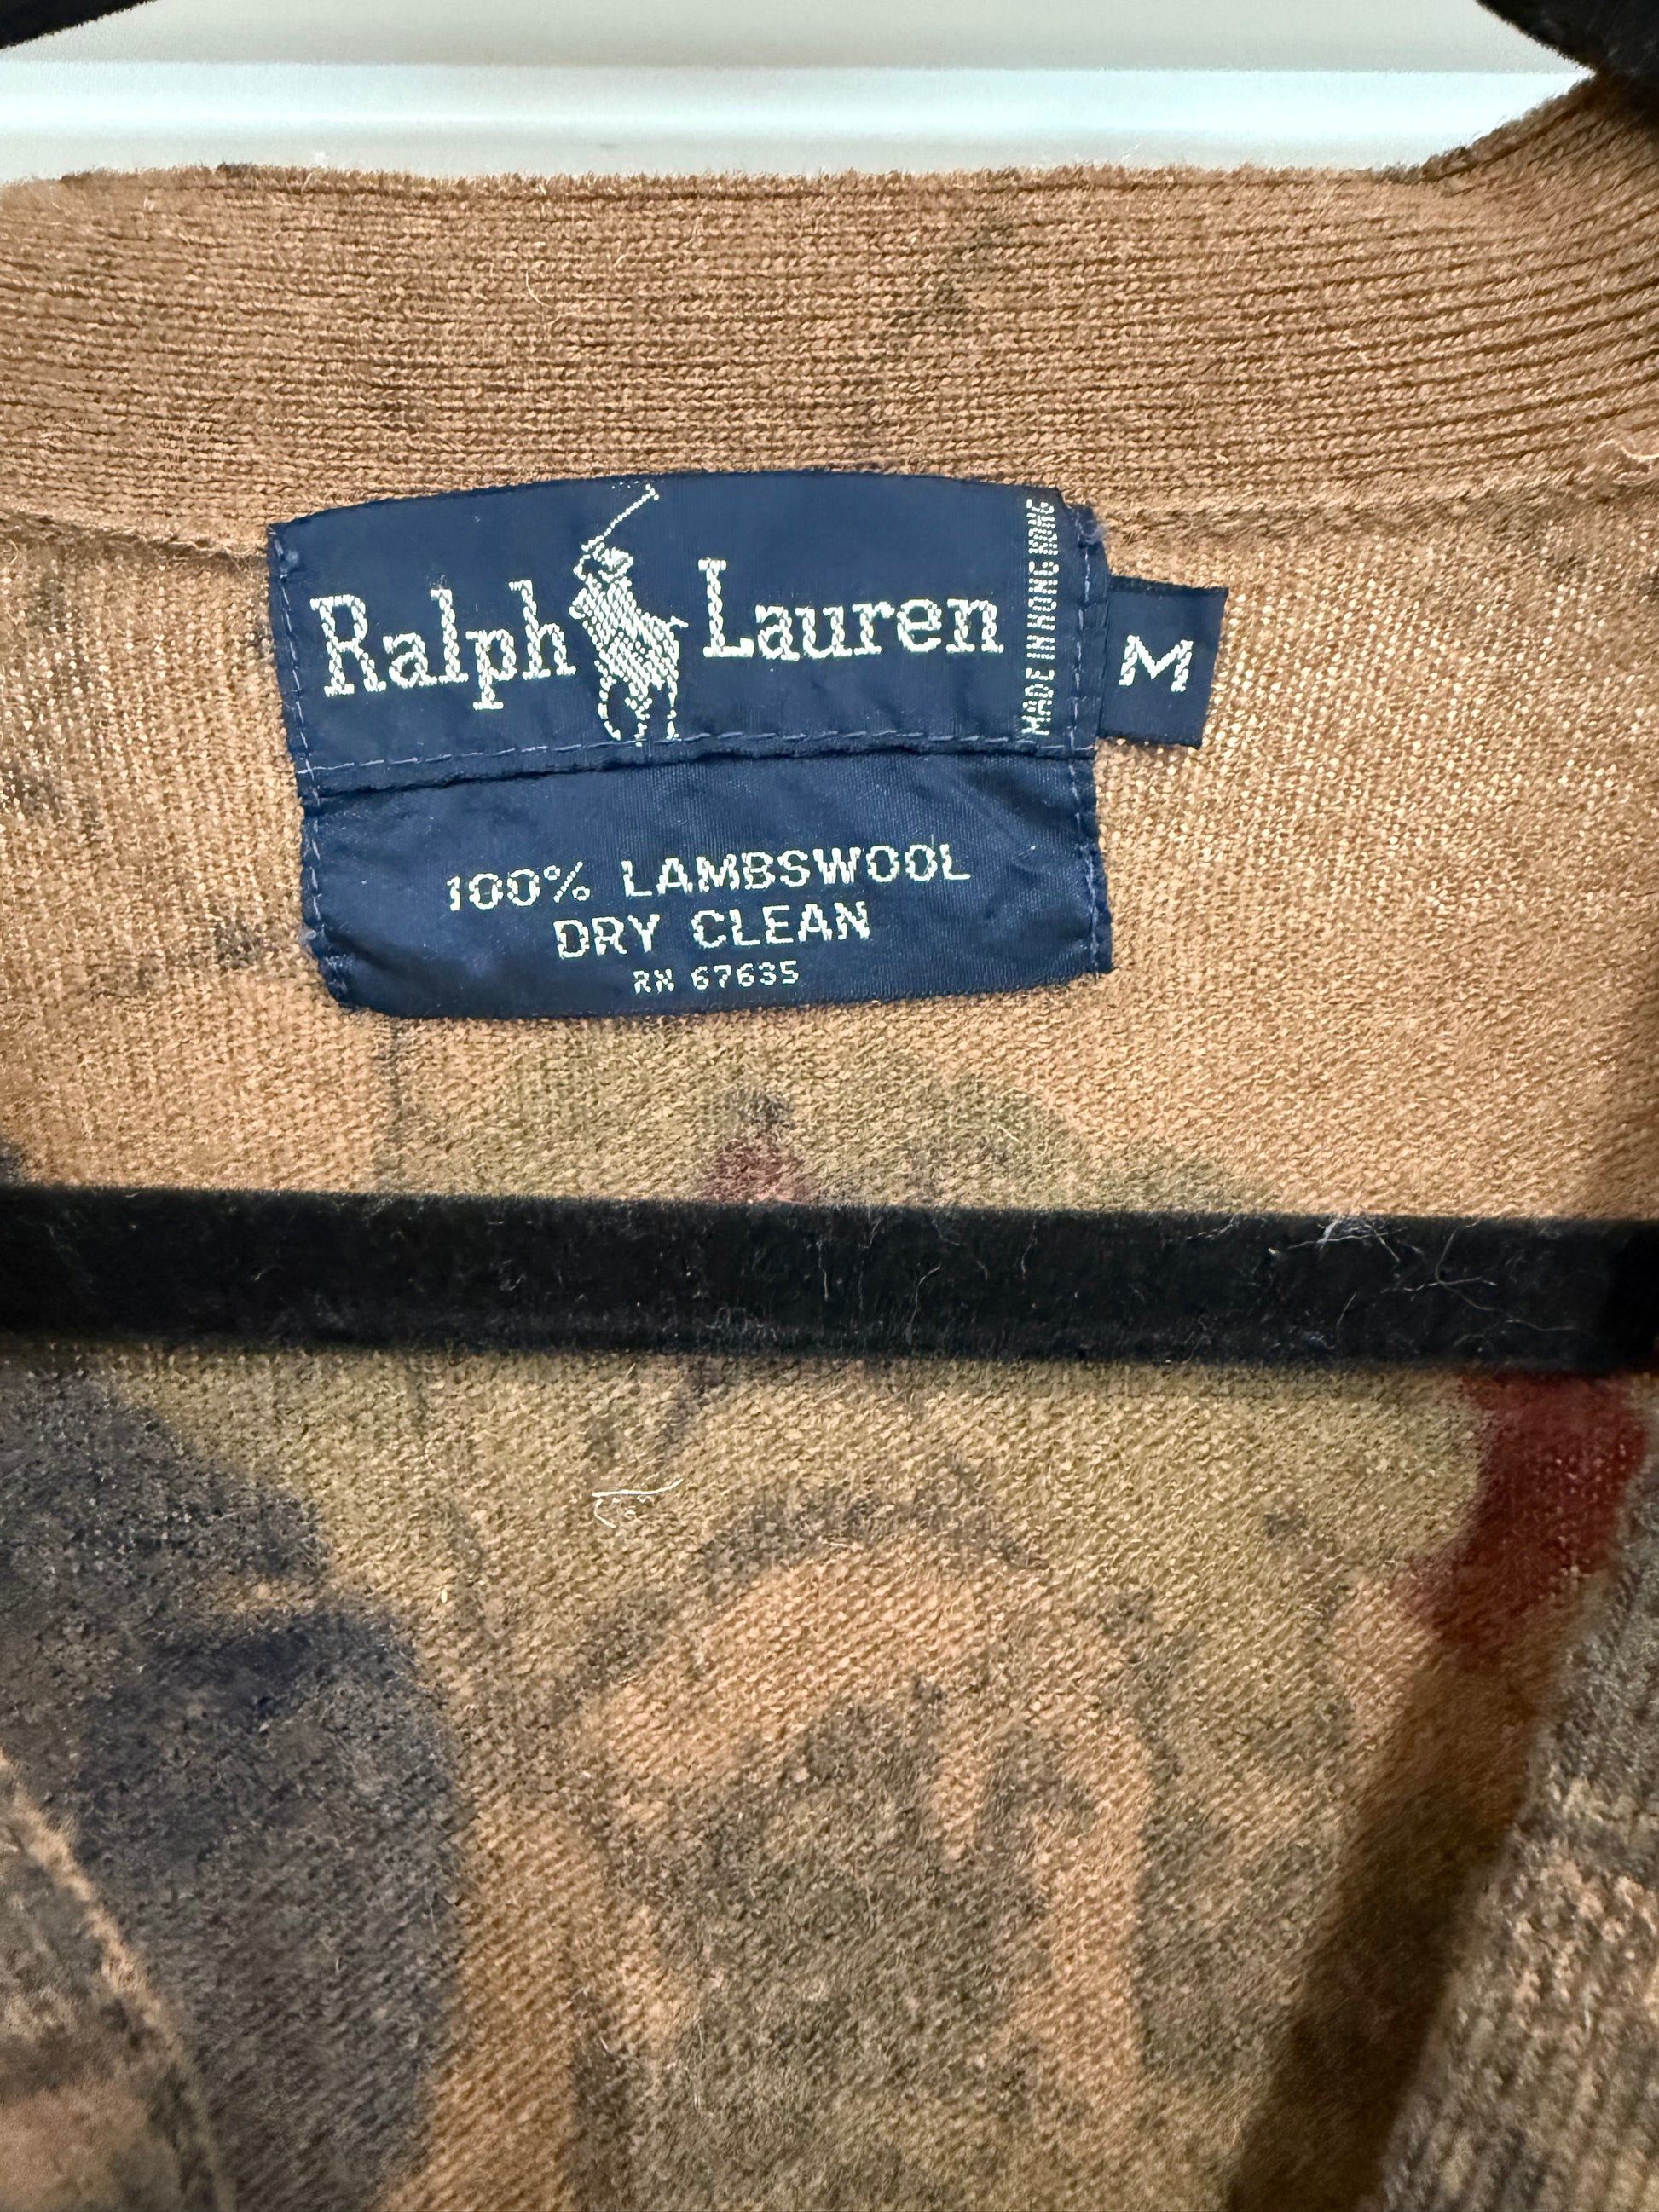 Ralph Lauren
MADE IN HONG KONG
M
100% LAMBSWOOL
DRY CLEAN
RN 67635